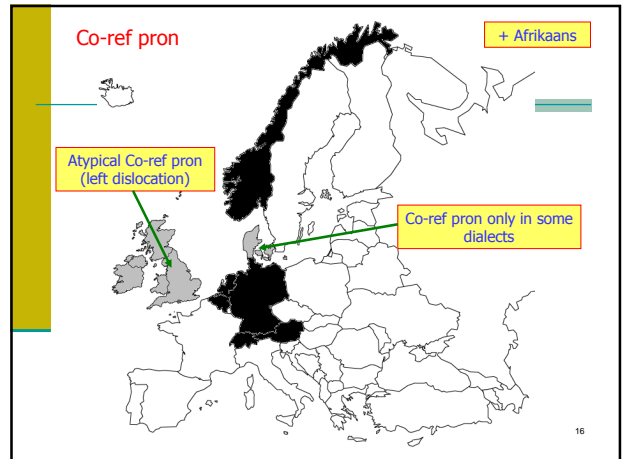 Co-ref pron
+ Afrikaans
Atypical Co-ref pron
(left dislocation)
Co-ref pron only in some
dialects
16